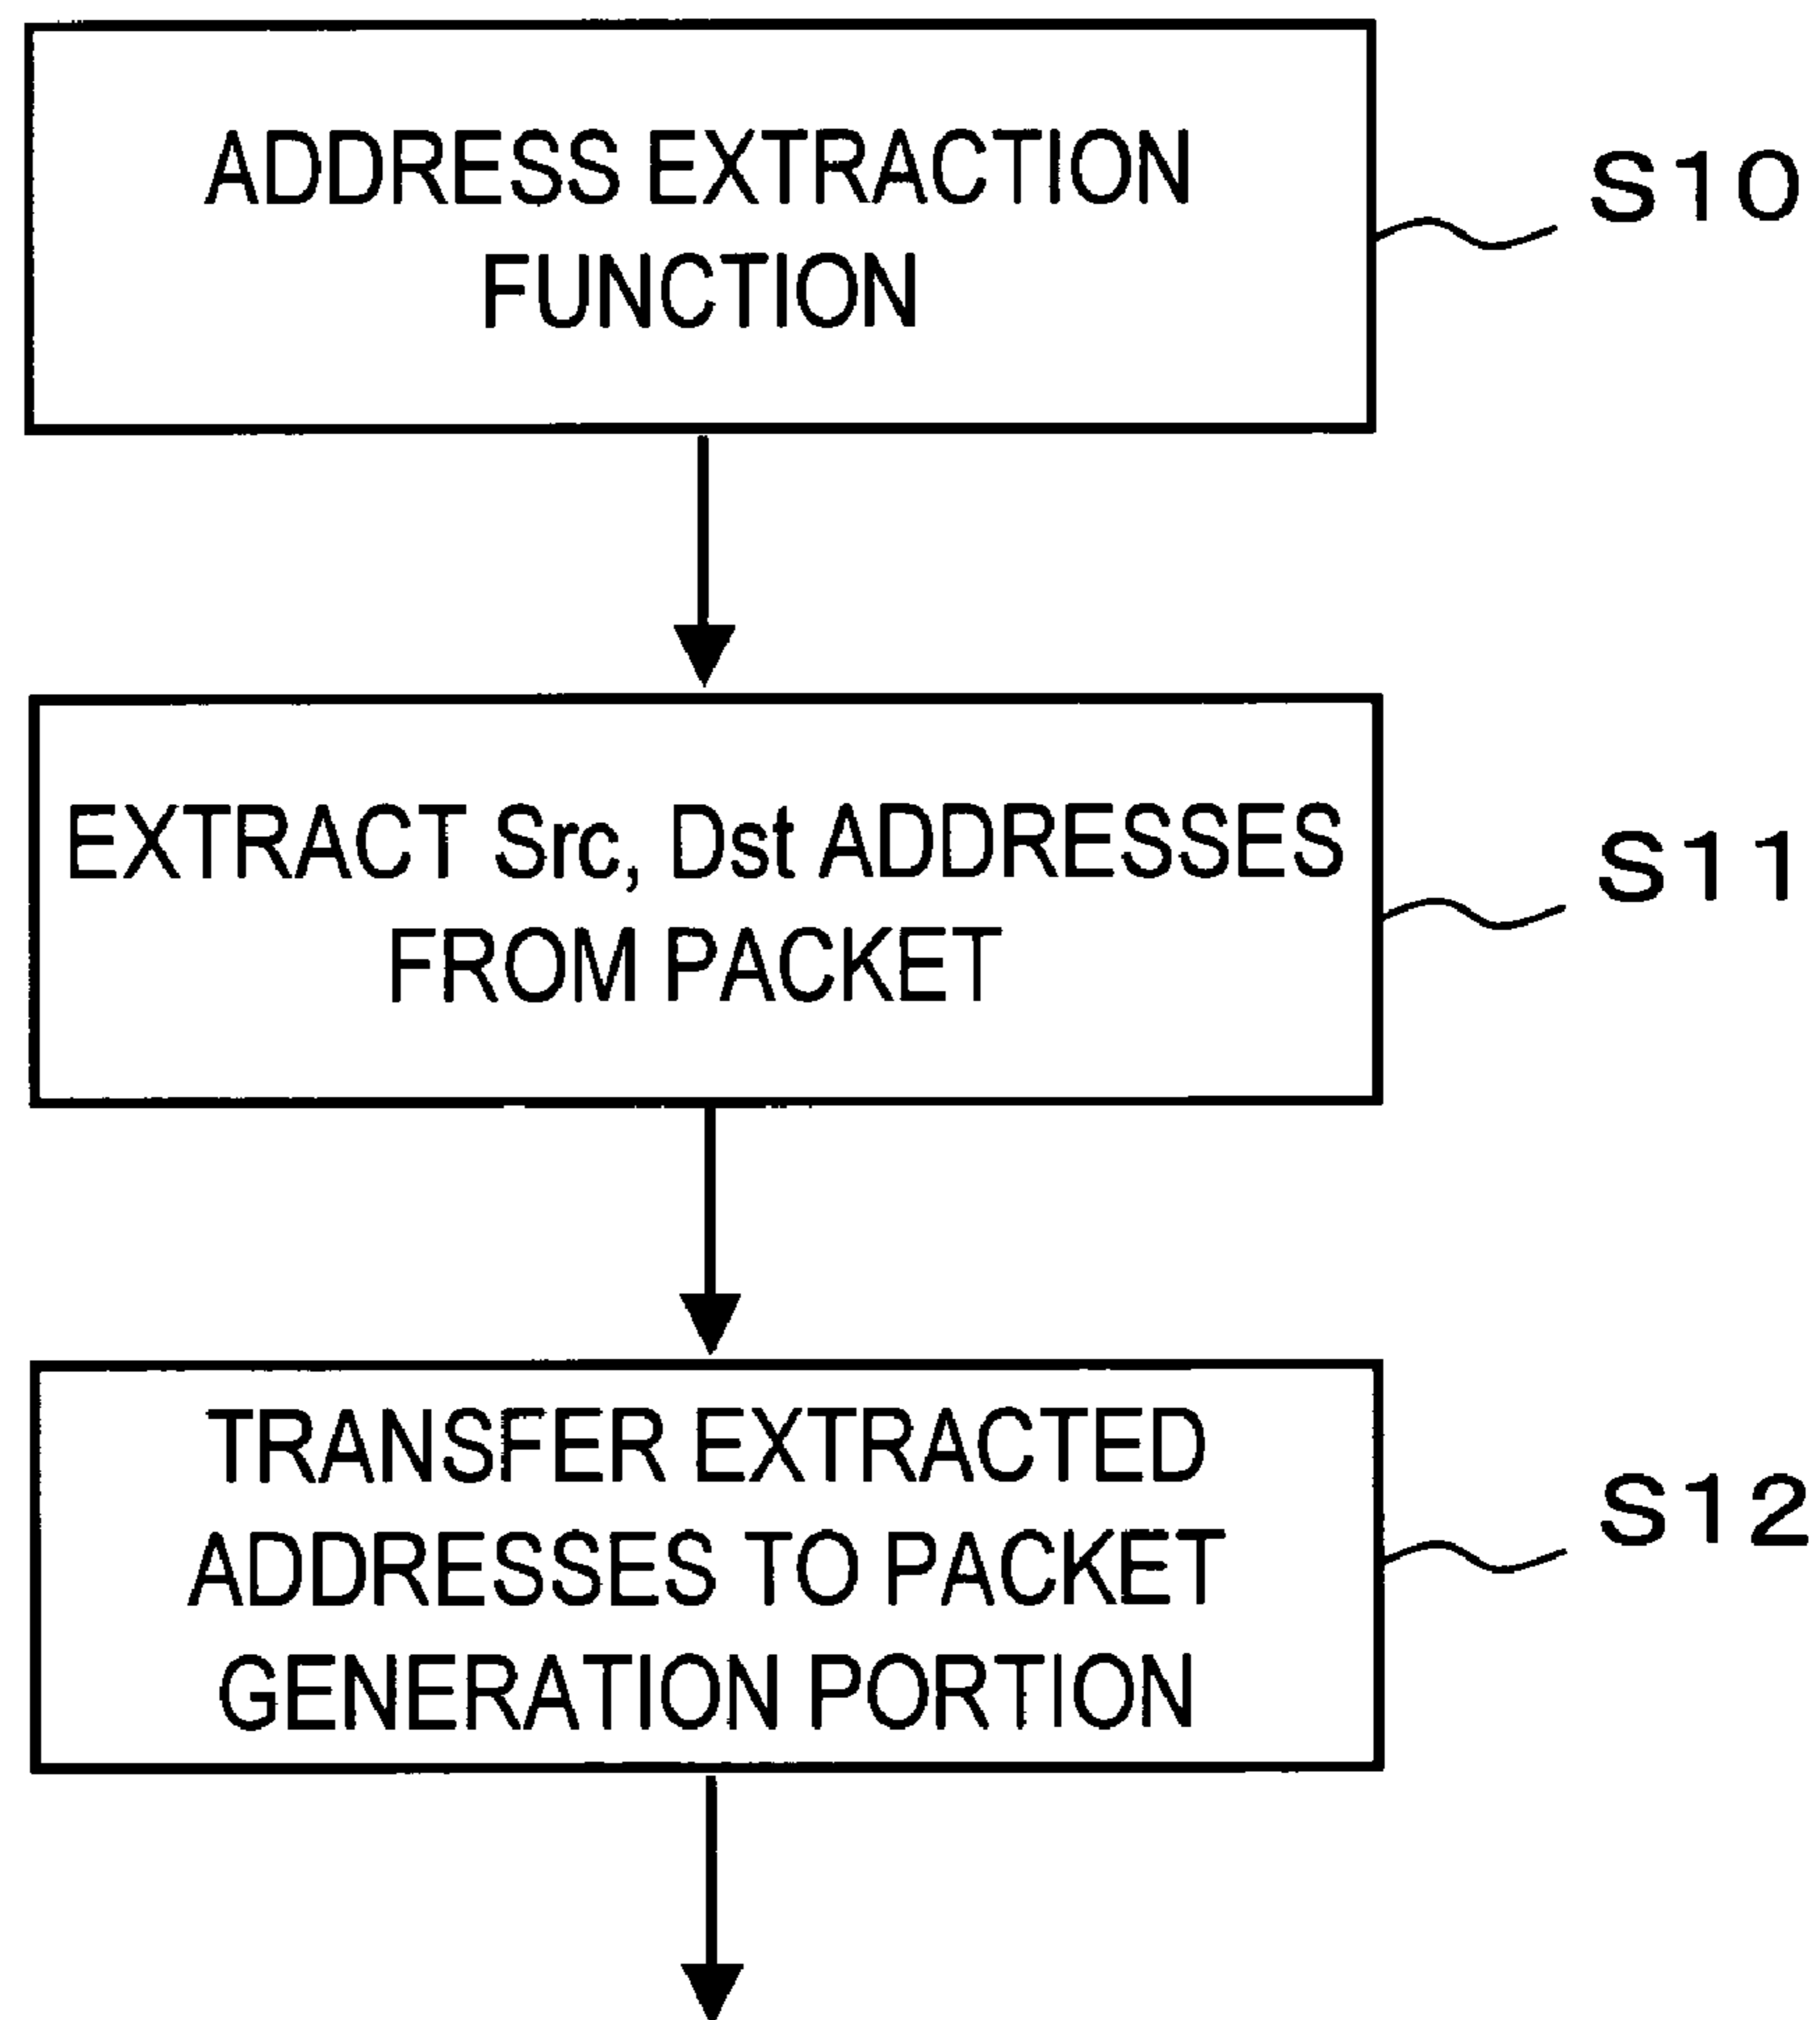 ADDRESS EXTRACTION
FUNCTION
S10
EXTRACT Src, Dst ADDRESSES
FROM PACKET
S11
TRANSFER EXTRACTED
ADDRESSES TO PACKET
GENERATION PORTION
S12